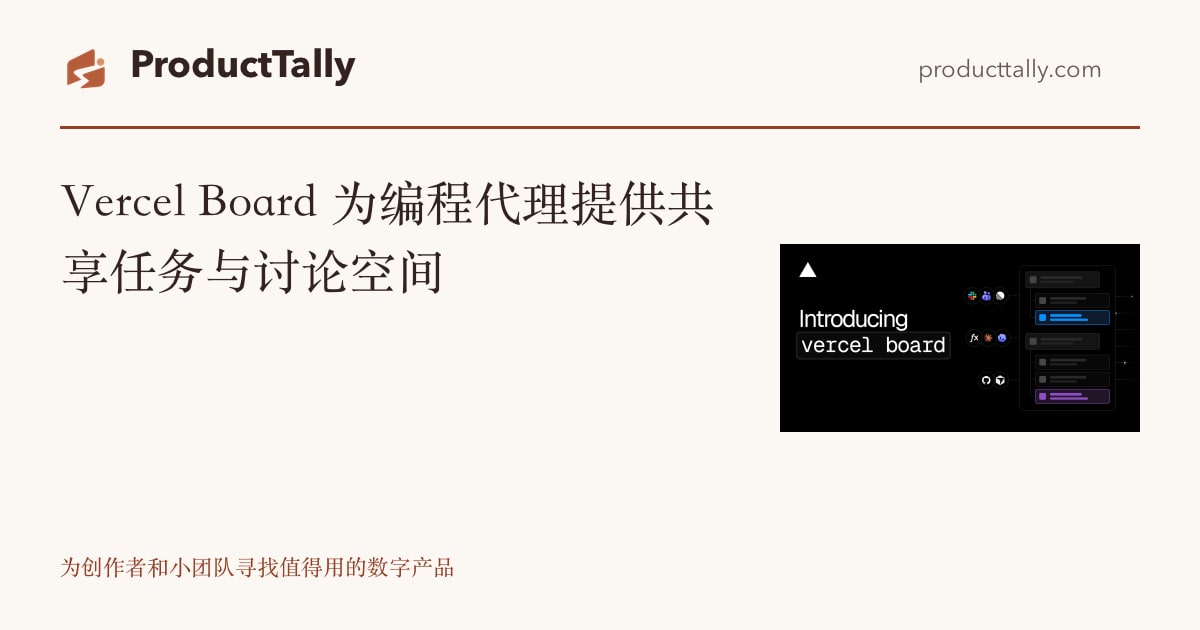 ProductTally
producttally.com
Vercel Board 为编程代理提供共
享任务与讨论空间
Introducing
vercel board
为创作者和小团队寻找值得用的数字产品